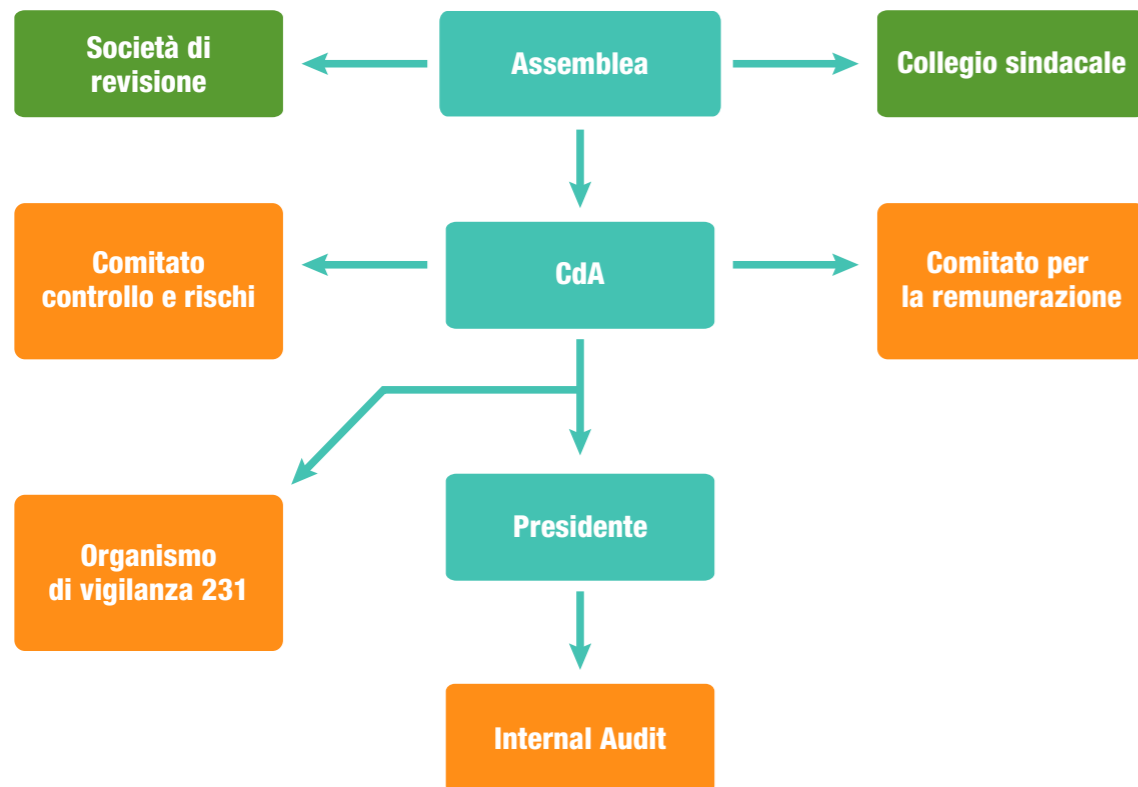 Società di
revisione
Assemblea
Collegio sindacale
Comitato
controllo e rischi
CdA
Comitato per
la remunerazione
Organismo
di vigilanza 231
Presidente
Internal Audit